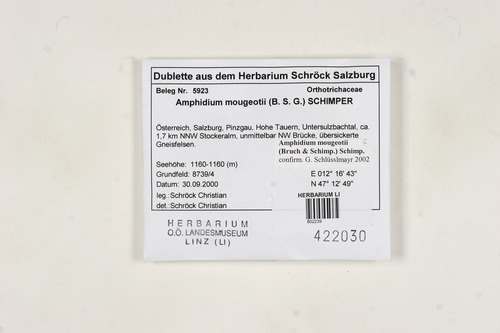 Dublette aus dem Herbarium Schröck Salzburg
Beleg Nr. 5923 Orthotrichaceae
Amphidium mougeotii (B. S. G.) SCHIMPER
Österreich, Salzburg, Pinzgau, Hohe Tauern, Untersulzbachtal, ca.
1,7 km NNW Stockeralm, unmittelbar NW Brücke, übersickerte
Gneisfelsen.
Amphidium mougeotii
(Bruch & Schimp.) Schimp.
confirm. G. Schlüsslmayr 2002
Seehöhe: 1160-1160 (m)
Grundfeld: 8739/4 E 012° 16' 43"
Datum: 30.09.2000 N 47° 12' 49"
leg.: Schröck Christian HERBARIUM LI
det.: Schröck Christian
602239
HERBARIUM
O.Ö. LANDESMUSEUM
LINZ (LI)
422030